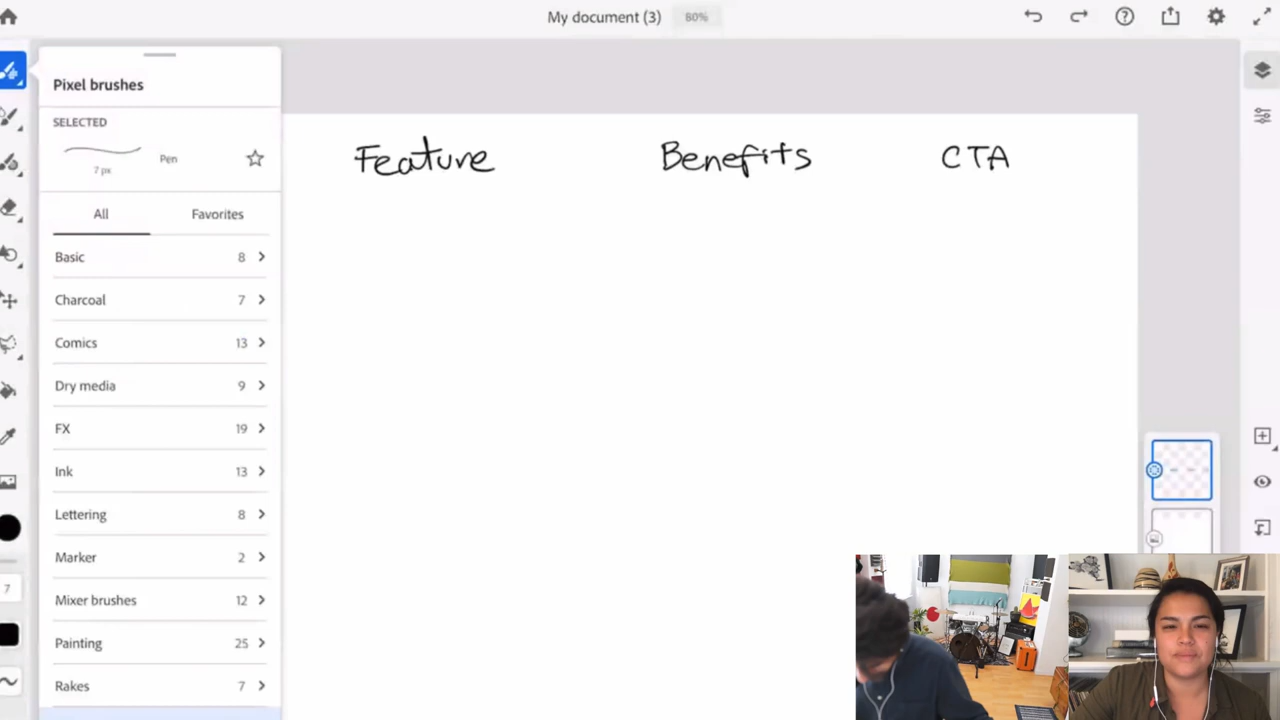 My document (3) 80%
Pixel brushes
SELECTED
Pen
7 px
All Favorites
Feature Benefits CTA
Basic 8
Charcoal 7
Comics 13
Dry media 9
FX 19
Ink 13
Lettering 8
Marker 2
Mixer brushes 12
Painting 25
Rakes 7
7